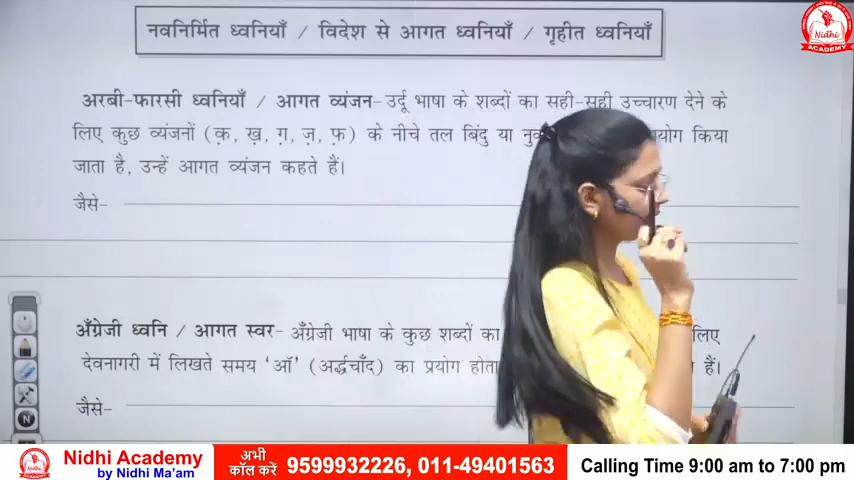 नवनिर्मित ध्वनियाँ / विदेश से आगत ध्वनियाँ / गृहीत ध्वनियाँ
Nidhi
ACADEMY
अरबी-फारसी ध्वनियाँ / आगत व्यंजन- उर्दू भाषा के शब्दों का सही-सही उच्चारण देने के
लिए कुछ व्यंजनों (क़, ख़, ग़, ज़, फ़) के नीचे तल बिंदु या किया
जाता है, उन्हें आगत व्यंजन कहते हैं।
जैसे-
अँग्रेजी ध्वनि / आगत स्वर- अँग्रेजी भाषा के कुछ शब्दों का लिए
देवनागरी में लिखते समय 'ऑ' (अर्द्धचाँद) का प्रयोग होता हैं।
जैसे-
N
Nidhi Academy
by Nidhi Ma'am
अभी
कॉल करें
9599932226, 011-49401563
Calling Time 9:00 am to 7:00 pm